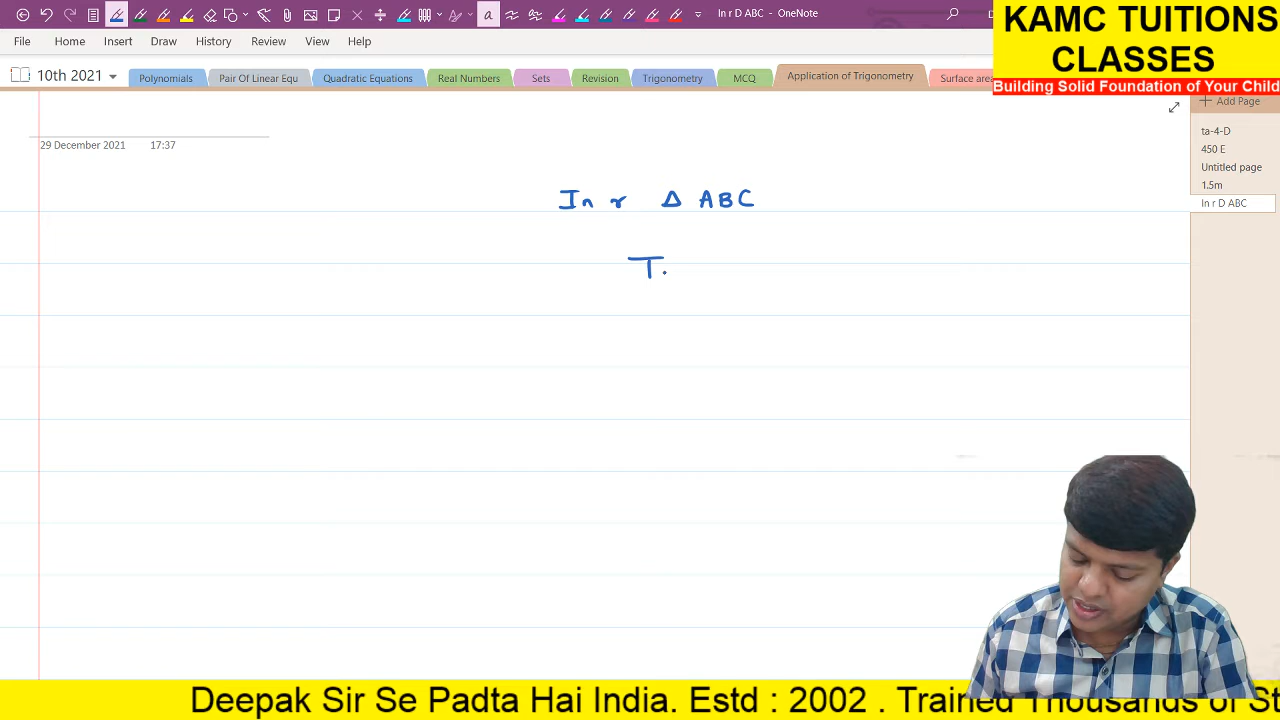 In r D ABC - OneNote
KAMC TUITIONS
CLASSES
Building Solid Foundation of Your Child
File Home Insert Draw History Review View Help
10th 2021
Polynomials Pair Of Linear Equ Quadratic Equations Real Numbers Sets Revision Trigonometry MCQ Application of Trigonometry Surface area
Add Page
29 December 2021 17:37
ta-4-D
450 E
Untitled page
1.5m
In r D ABC
In r Δ ABC
T.
Deepak Sir Se Padta Hai India. Estd : 2002 . Trained Thousands of St